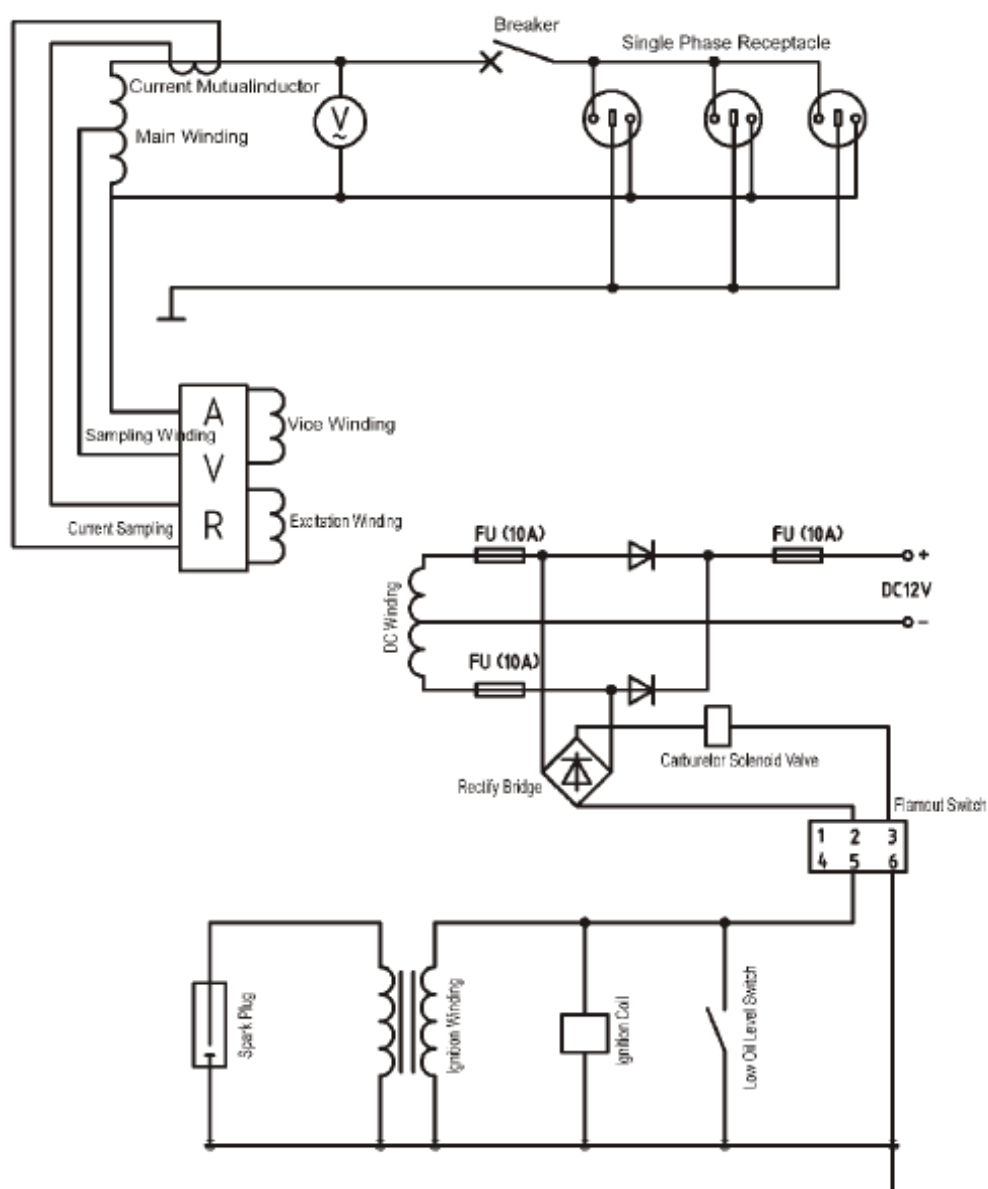 Breaker
Single Phase Receptacle
Current Mutualinductor
V
~
Main Winding
A
V
R
Sampling Winding
Vice Winding
Current Sampling
Excitation Winding
FU (10A)
FU (10A)
+
DC12V
-
DC Winding
FU (10A)
Carburetor Solenoid Valve
Rectify Bridge
Flamout Switch
1 2 3
4 5 6
Spark Plug
Ignition Winding
Ignition Coil
Low Oil Level Switch